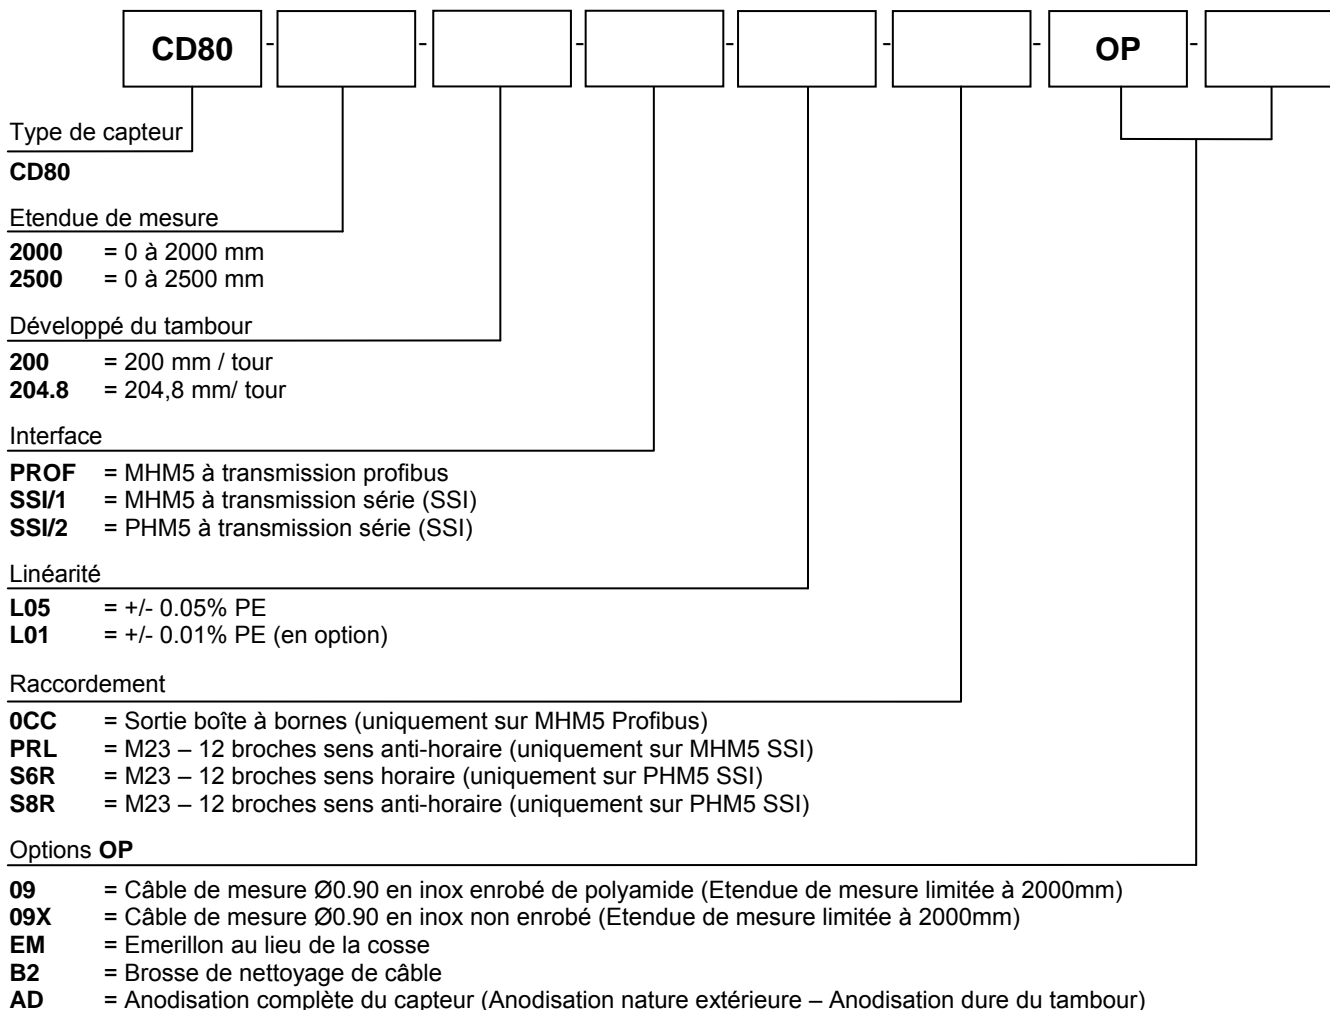 CD80 - - - - - - OP -
Type de capteur
CD80
Etendue de mesure
2000 = 0 à 2000 mm
2500 = 0 à 2500 mm
Développé du tambour
200 = 200 mm / tour
204.8 = 204,8 mm/ tour
Interface
PROF = MHM5 à transmission profibus
SSI/1 = MHM5 à transmission série (SSI)
SSI/2 = PHM5 à transmission série (SSI)
Linéarité
L05 = +/- 0.05% PE
L01 = +/- 0.01% PE (en option)
Raccordement
0CC = Sortie boîte à bornes (uniquement sur MHM5 Profibus)
PRL = M23 – 12 broches sens anti-horaire (uniquement sur MHM5 SSI)
S6R = M23 – 12 broches sens horaire (uniquement sur PHM5 SSI)
S8R = M23 – 12 broches sens anti-horaire (uniquement sur PHM5 SSI)
Options OP
09 = Câble de mesure Ø0.90 en inox enrobé de polyamide (Etendue de mesure limitée à 2000mm)
09X = Câble de mesure Ø0.90 en inox non enrobé (Etendue de mesure limitée à 2000mm)
EM = Emerillon au lieu de la cosse
B2 = Brosse de nettoyage de câble
AD = Anodisation complète du capteur (Anodisation nature extérieure – Anodisation dure du tambour)